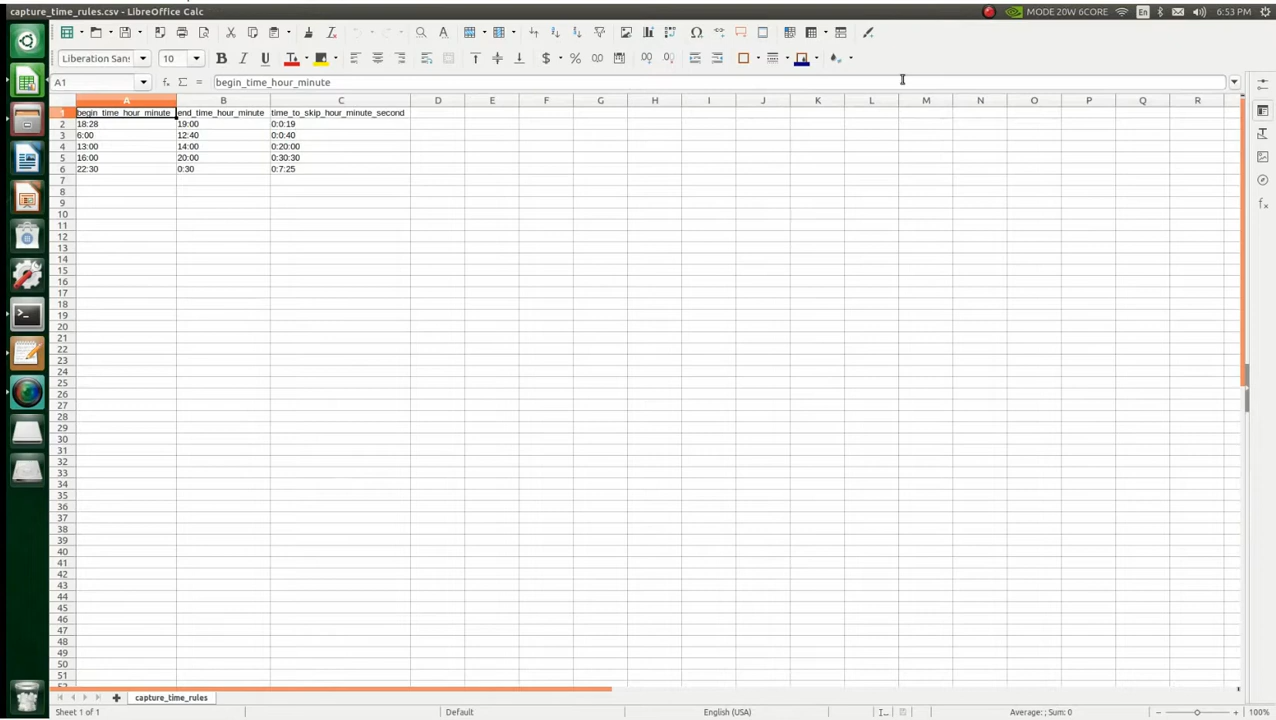 capture_time_rules.csv - LibreOffice Calc
MODE 20W 6CORE
En
6:53 PM
Liberation Sans
10
A1
begin_time_hour_minute
A B C D E F G H I J K L M N O P Q R
1 begin_time_hour_minute end_time_hour_minute time_to_skip_hour_minute_second
2 18:28 19:00 0:0:19
3 6:00 12:40 0:0:40
4 13:00 14:00 0:20:00
5 16:00 20:00 0:30:30
6 22:30 0:30 0:7:25
7
8
9
10
11
12
13
14
15
16
17
18
19
20
21
22
23
24
25
26
27
28
29
30
31
32
33
34
35
36
37
38
39
40
41
42
43
44
45
46
47
48
49
50
51
capture_time_rules
Sheet 1 of 1
Default
English (USA)
Average: ; Sum: 0
100%